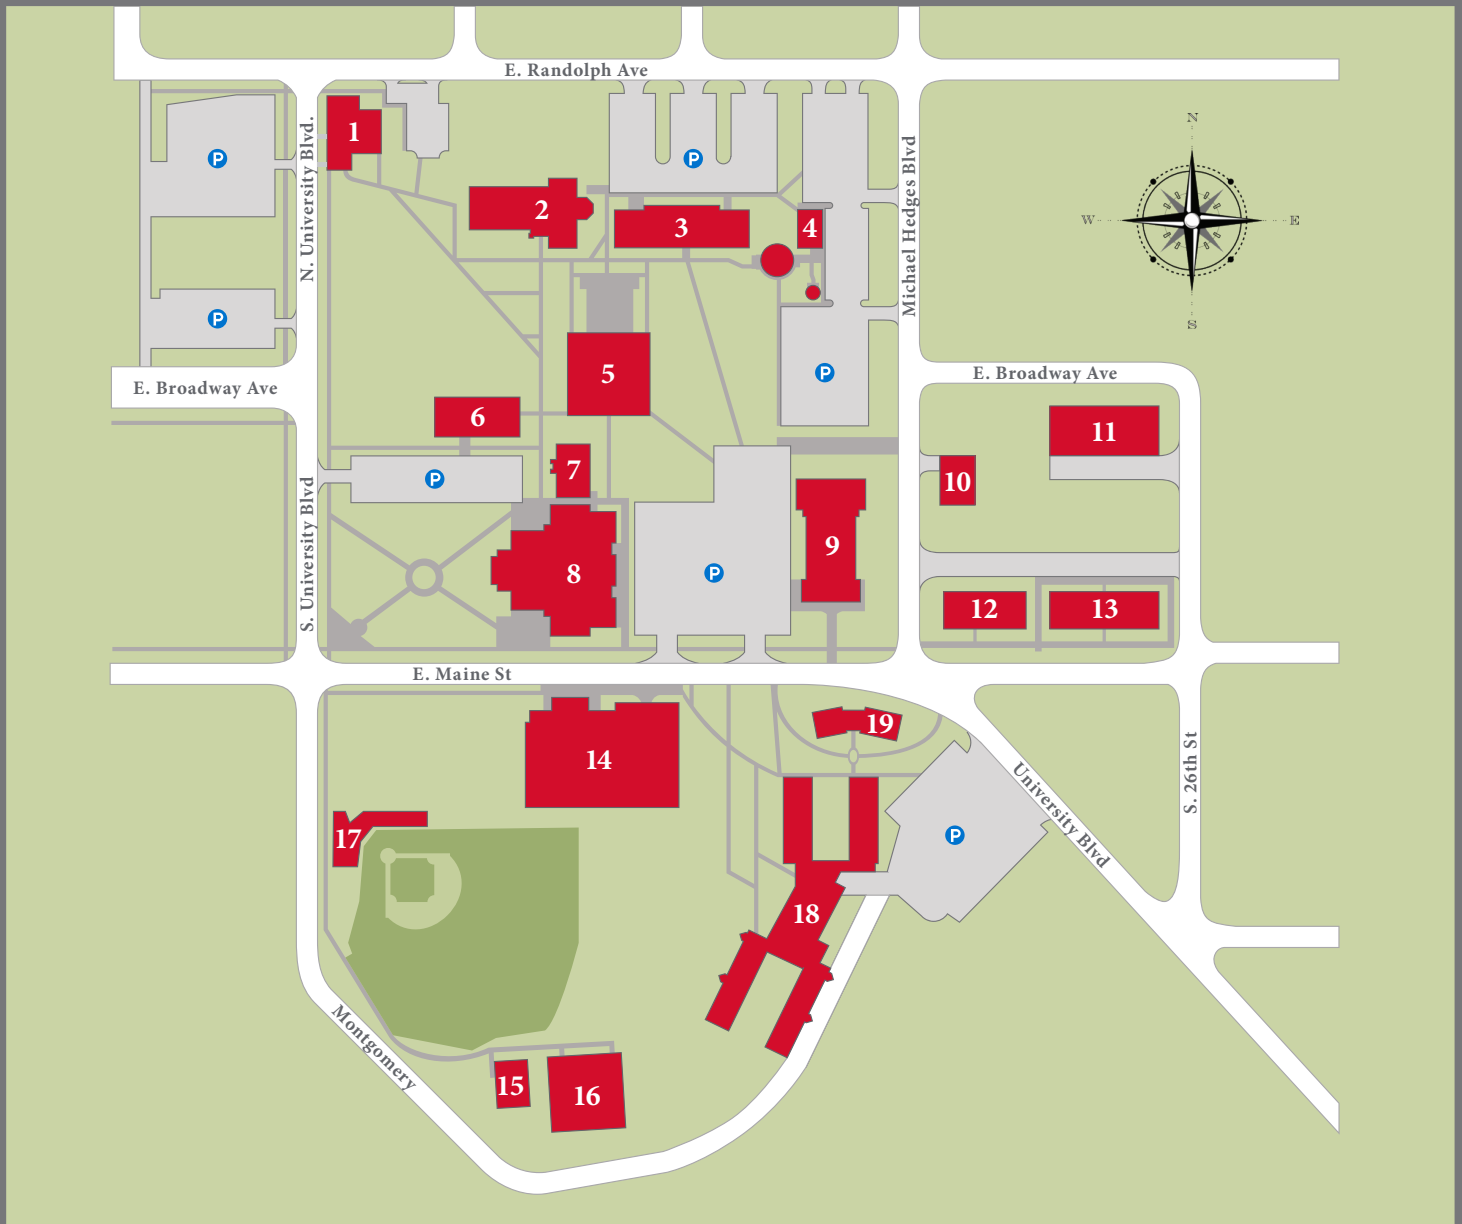 E. Randolph Ave
N
W
E
S
N. University Blvd.
Michael Hedges Blvd
1
P
P
2
3
4
P
E. Broadway Ave
E. Broadway Ave
5
P
6
11
7
P
10
S. University Blvd
9
8
P
12
13
E. Maine St
19
14
S. 26th St
University Blvd
17
P
18
Montgomery
15
16